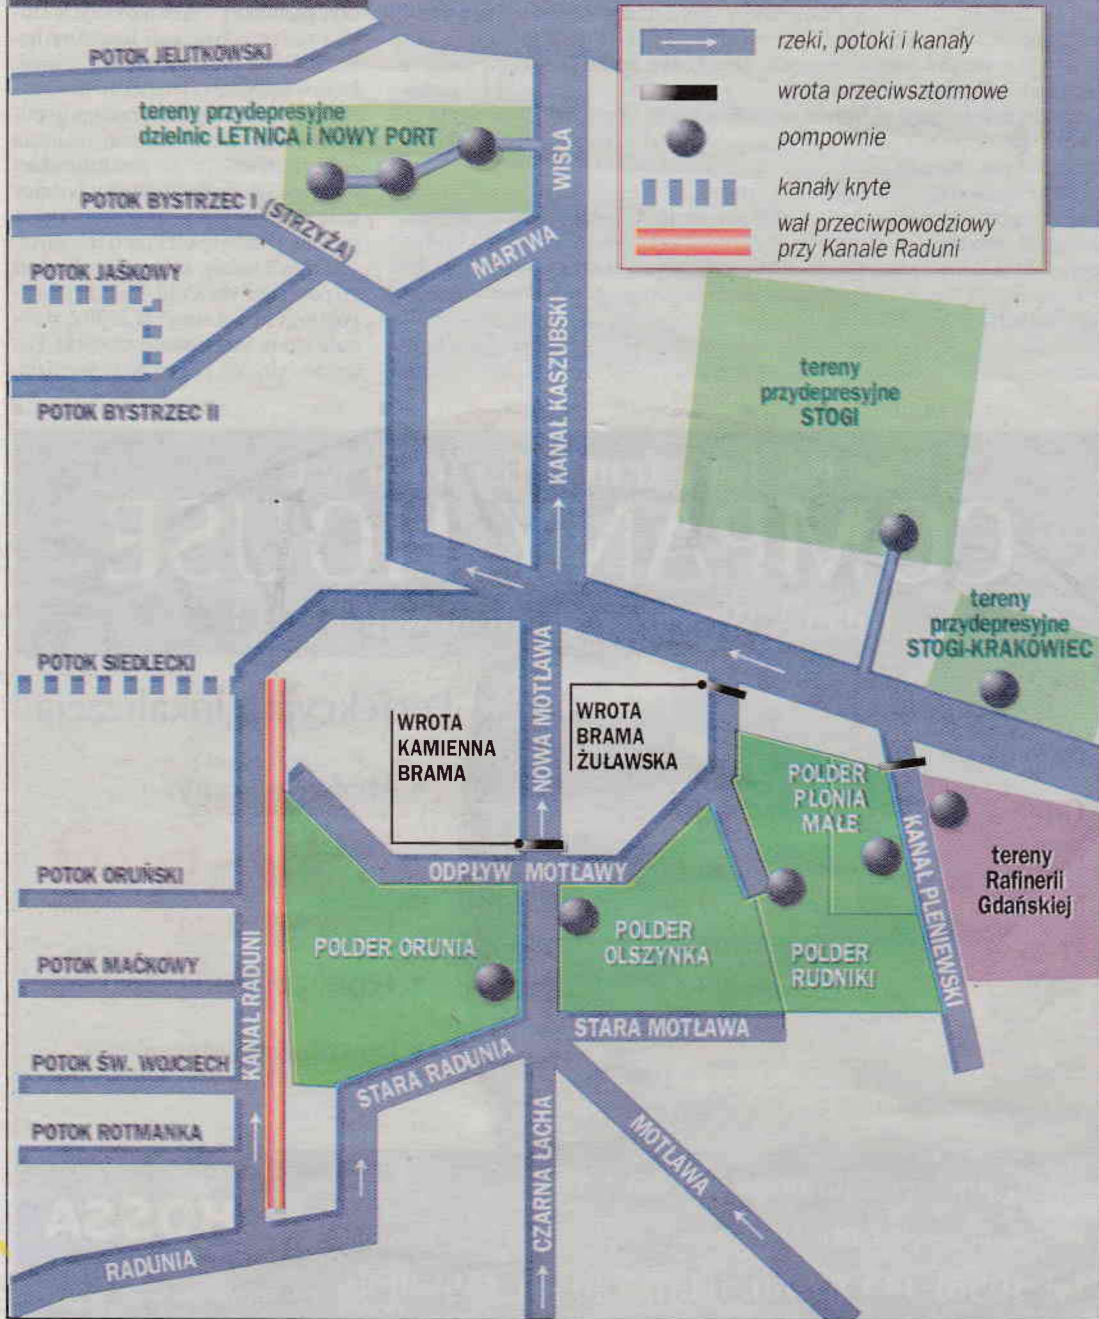 rzeki, potoki i kanały
wrota przeciwsztormowe
pompownie
kanały kryte
wał przeciwpowodziowy
przy Kanale Raduni
POTOK JELITKOWSKI
tereny przydepresyjne
dzielnic LETNICA i NOWY PORT
WISŁA
POTOK BYSTRZEC I (STRZYŻA)
MARTWA
POTOK JAŚKOWY
KANAŁ KASZUBSKI
tereny
przydepresyjne
STOGI
POTOK BYSTRZEC II
tereny
przydepresyjne
STOGI-KRAKOWIEC
POTOK SIEDLECKI
WROTA
KAMIENNA
BRAMA
NOWA MOTŁAWA
WROTA
BRAMA
ŻUŁAWSKA
POLDER
PŁONIA
MAŁE
KANAŁ PLENIEWSKI
tereny
Rafinerii
Gdańskiej
ODPŁYW MOTŁAWY
POTOK ORUŃSKI
POLDER ORUNIA
POLDER
OLSZYNKA
POLDER
RUDNIKI
POTOK MAĆKOWY
KANAŁ RADUNI
STARA MOTŁAWA
POTOK ŚW. WOJCIECH
STARA RADUNIA
POTOK ROTMANKA
CZARNA ŁACHA
MOTŁAWA
RADUNIA